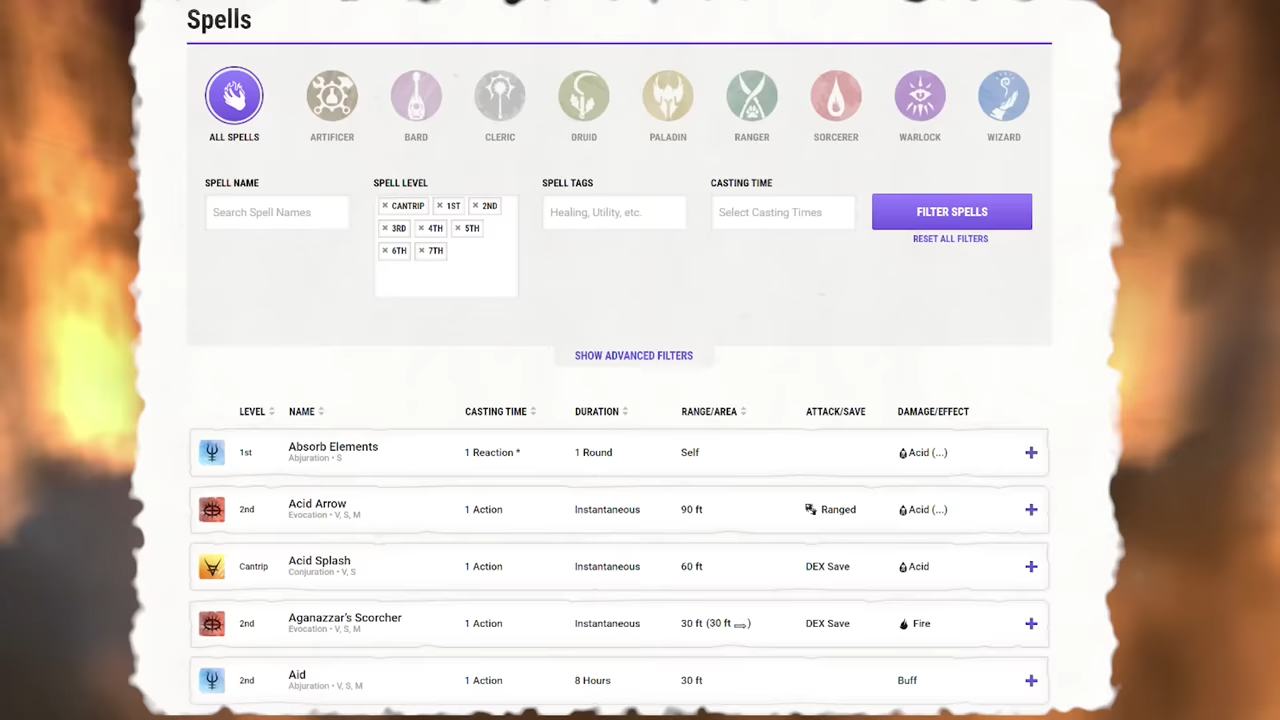 Spells
ALL SPELLS ARTIFICER BARD CLERIC DRUID PALADIN RANGER SORCERER WARLOCK WIZARD
SPELL NAME SPELL LEVEL SPELL TAGS CASTING TIME
Search Spell Names × CANTRIP × 1ST × 2ND Healing, Utility, etc. Select Casting Times FILTER SPELLS
× 3RD × 4TH × 5TH RESET ALL FILTERS
× 6TH × 7TH
SHOW ADVANCED FILTERS
LEVEL NAME CASTING TIME DURATION RANGE/AREA ATTACK/SAVE DAMAGE/EFFECT
1st Absorb Elements 1 Reaction * 1 Round Self Acid (...) +
Abjuration • S
2nd Acid Arrow 1 Action Instantaneous 90 ft Ranged Acid (...) +
Evocation • V, S, M
Cantrip Acid Splash 1 Action Instantaneous 60 ft DEX Save Acid +
Conjuration • V, S
2nd Aganazzar's Scorcher 1 Action Instantaneous 30 ft (30 ft ) DEX Save Fire +
Evocation • V, S, M
2nd Aid 1 Action 8 Hours 30 ft Buff +
Abjuration • V, S, M